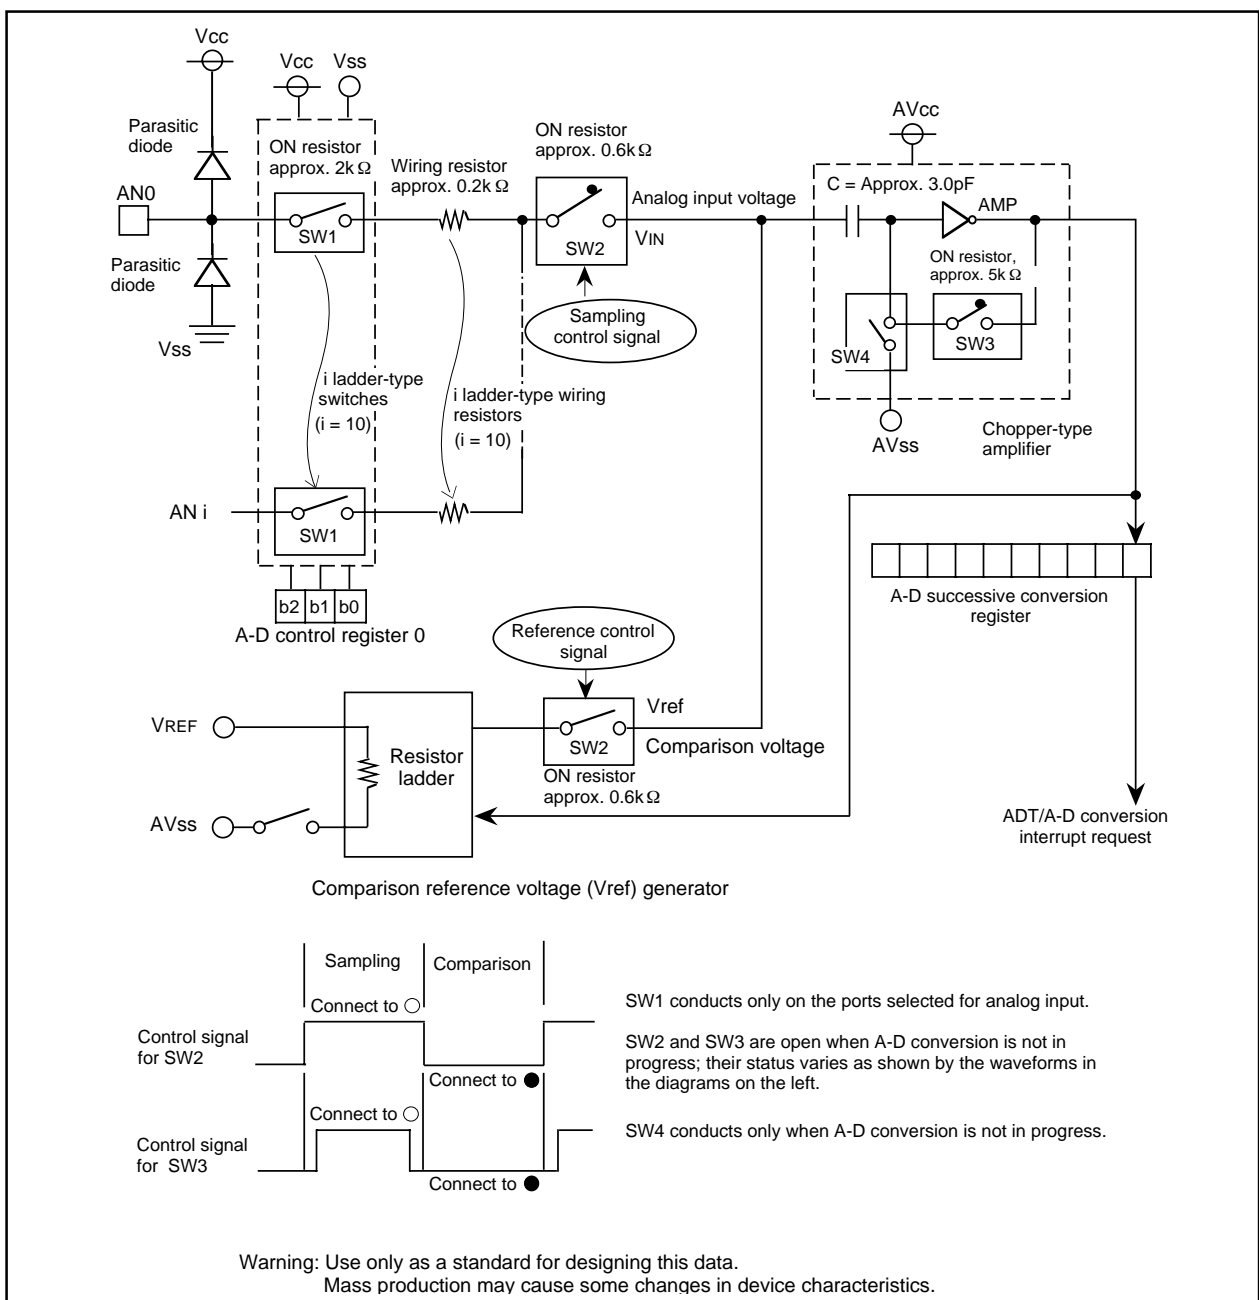 Vcc
Vcc
Vss
Parasitic
diode
ON resistor
approx. 2kΩ
Wiring resistor
approx. 0.2kΩ
ON resistor
approx. 0.6kΩ
AVcc
C = Approx. 3.0pF
AN0
SW1
SW2
Analog input voltage
VIN
AMP
Parasitic
diode
Vss
ON resistor,
approx. 5kΩ
Sampling
control signal
SW4
SW3
AVss
Chopper-type
amplifier
i ladder-type
switches
(i = 10)
i ladder-type wiring
resistors
(i = 10)
AN i
SW1
b2 b1 b0
A-D control register 0
A-D successive conversion
register
Reference control
signal
VREF
Resistor
ladder
SW2
Vref
Comparison voltage
ON resistor
approx. 0.6kΩ
AVss
ADT/A-D conversion
interrupt request
Comparison reference voltage (Vref) generator
Sampling
Comparison
Connect to ○
Control signal
for SW2
Connect to ●
Connect to ○
Control signal
for SW3
Connect to ●
SW1 conducts only on the ports selected for analog input.
SW2 and SW3 are open when A-D conversion is not in
progress; their status varies as shown by the waveforms in
the diagrams on the left.
SW4 conducts only when A-D conversion is not in progress.
Warning: Use only as a standard for designing this data.
Mass production may cause some changes in device characteristics.